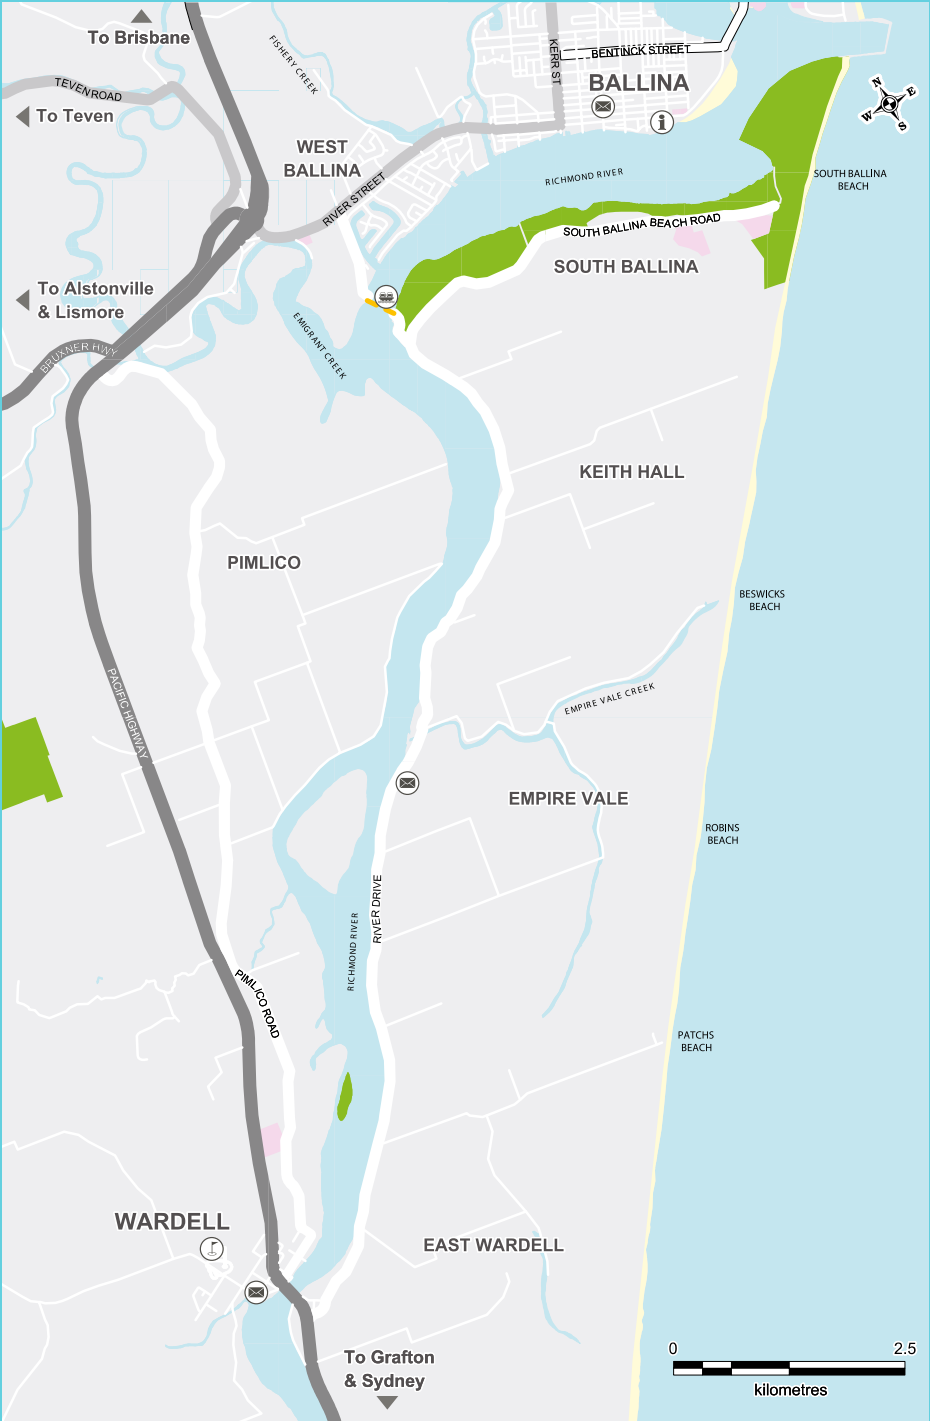 To Brisbane
FISHERY CREEK
KERR ST
BENTINCK STREET
BALLINA
TEVEN ROAD
To Teven
N
E
W
S
WEST
BALLINA
RICHMOND RIVER
SOUTH BALLINA
BEACH
RIVER STREET
SOUTH BALLINA BEACH ROAD
SOUTH BALLINA
To Alstonville
& Lismore
EMIGRANT CREEK
BRUXNER HWY
KEITH HALL
PIMLICO
BESWICKS
BEACH
PACIFIC HIGHWAY
EMPIRE VALE CREEK
EMPIRE VALE
ROBINS
BEACH
RIVER DRIVE
RICHMOND RIVER
PIMLICO ROAD
PATCHS
BEACH
WARDELL
EAST WARDELL
To Grafton
& Sydney
0 2.5
kilometres